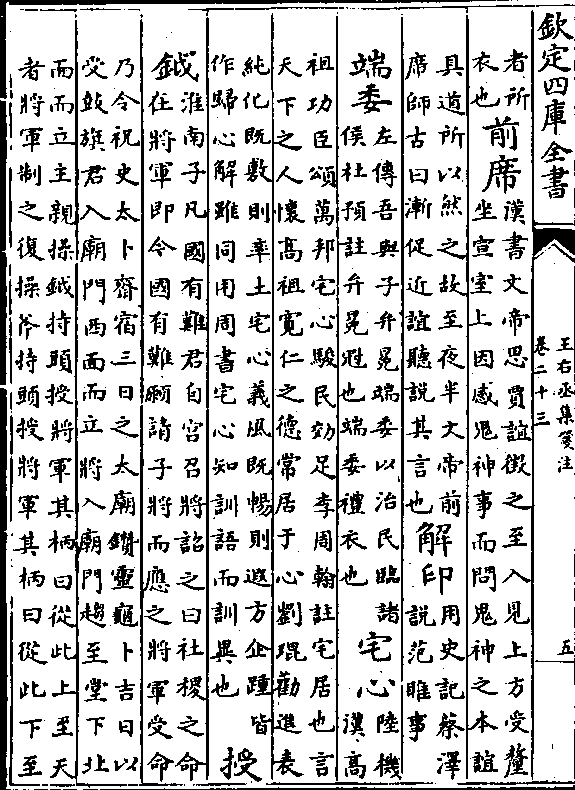 欽定四庫全書
王右丞集箋注
卷二十三
五
者所
衣也
前席
漢書文帝思賈誼徴之至入見上方受釐
坐宣室上因感鬼神事而問鬼神之本誼
具道所以然之故至夜半文帝前
席師古曰漸促近誼聽說其言也
解印
用史記蔡澤
說范睢事
端委
左傳吾與子弁冕端委以治民臨諸
侯杜預註弁冕冠也端委禮衣也
宅心
陸機
漢高
祖功臣頌萬邦宅心駿民効足李周翰註宅居也言
天下之人懷高祖寛仁之德常居于心劉琨勸進表
純化既敷則率土宅心義風既暢則遐方企踵皆
作歸心解雖同用周書宅心知訓語而訓異也
授
鉞
淮南子凡國有難君自宮召將詔之曰社稷之命
在將軍即今國有難願請子將而應之將軍受命
乃令祝史太卜齋宿三日之太廟鑽靈龜卜吉日以
受鼓旗君入廟門西面而立將入廟門趨至堂下北
面而立主親操鉞持頭授將軍其柄曰從此上至天
者將軍制之復操斧持頭授將軍其柄曰從此下至